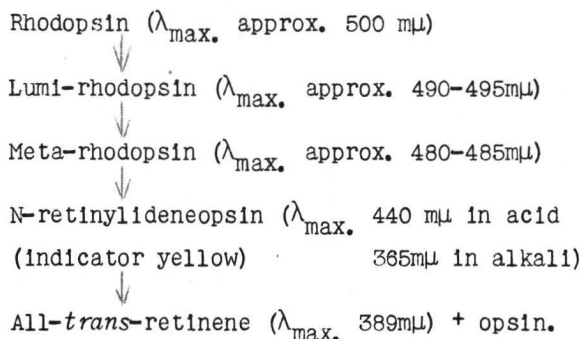 Rhodopsin (λmax. approx. 500 mμ)
Lumi-rhodopsin (λmax. approx. 490-495mμ)
Meta-rhodopsin (λmax. approx. 480-485mμ)
N-retinylideneopsin (λmax. 440 mμ in acid
(indicator yellow) 365mμ in alkali)
All-trans-retinene (λmax. 389mμ) + opsin.